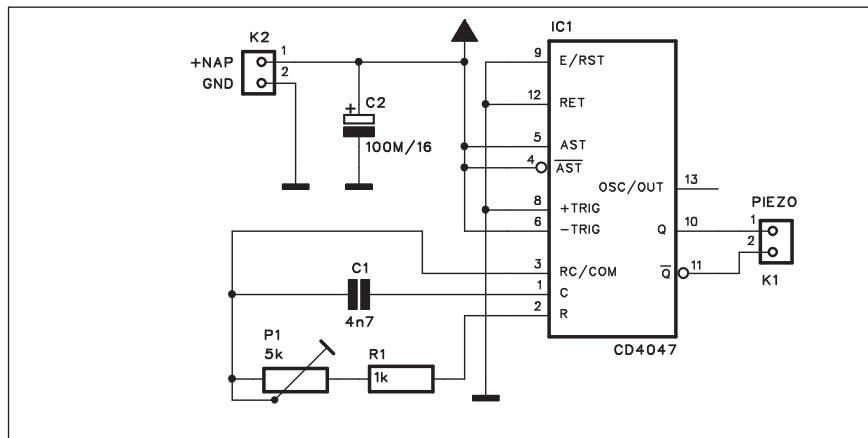 K2
+NAP
GND
1
2
C2
+
100M/16
IC1
9
E/RST
12
RET
5
AST
4
AST
8
+TRIG
6
-TRIG
3
RC/COM
1
C
2
R
OSC/OUT
13
Q
10
Q
11
CD4047
PIEZO
1
2
K1
C1
4n7
P1
5k
R1
1k